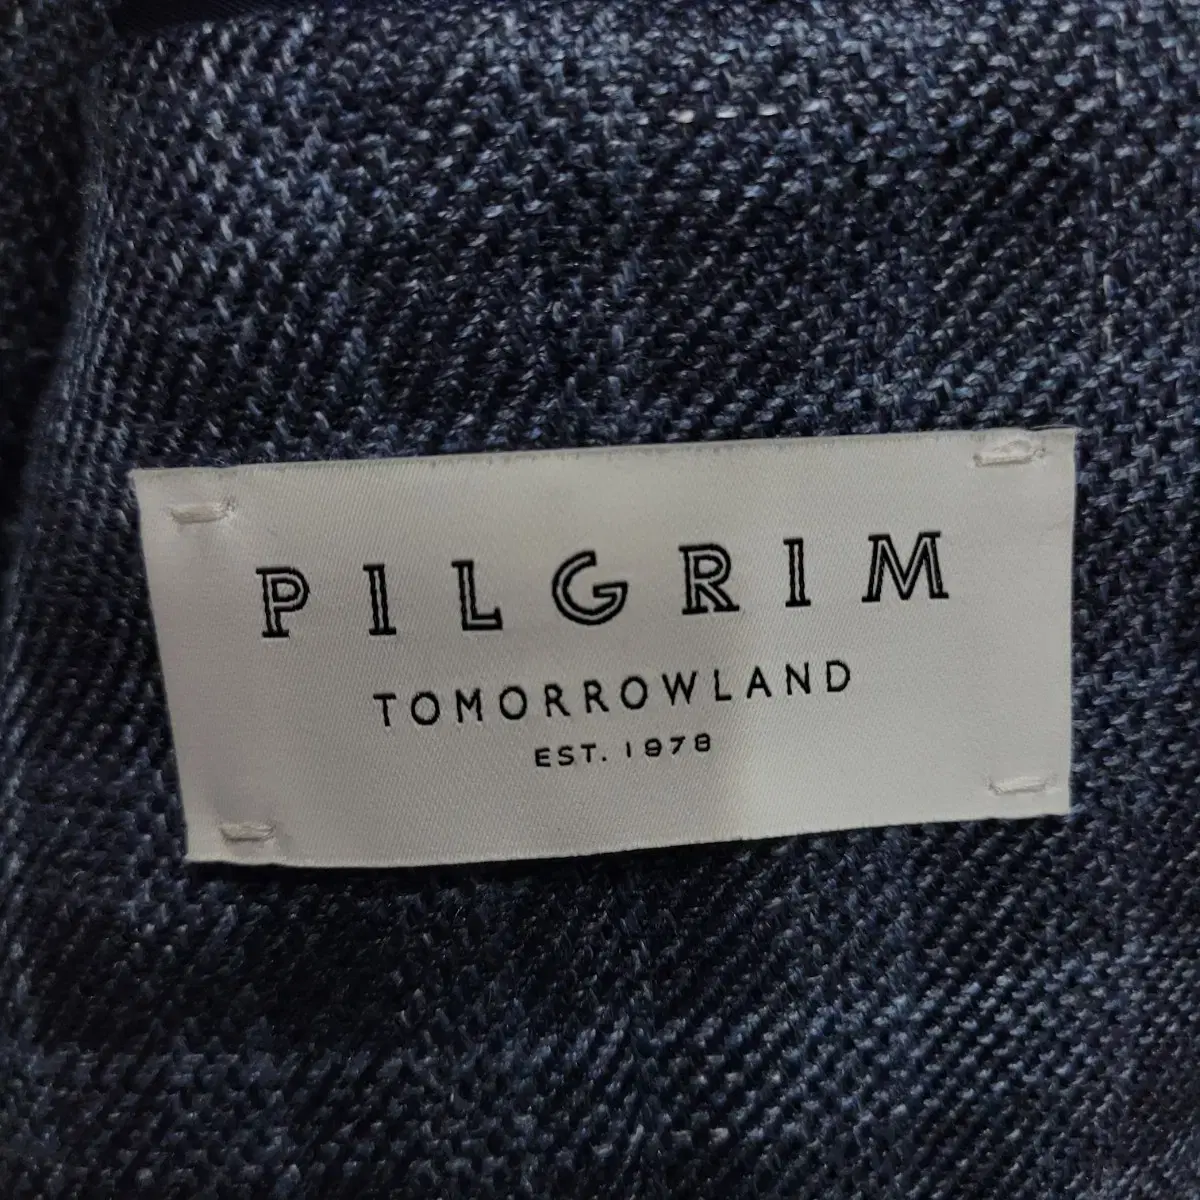 PILGRIM
TOMORROWLAND
EST. 1978